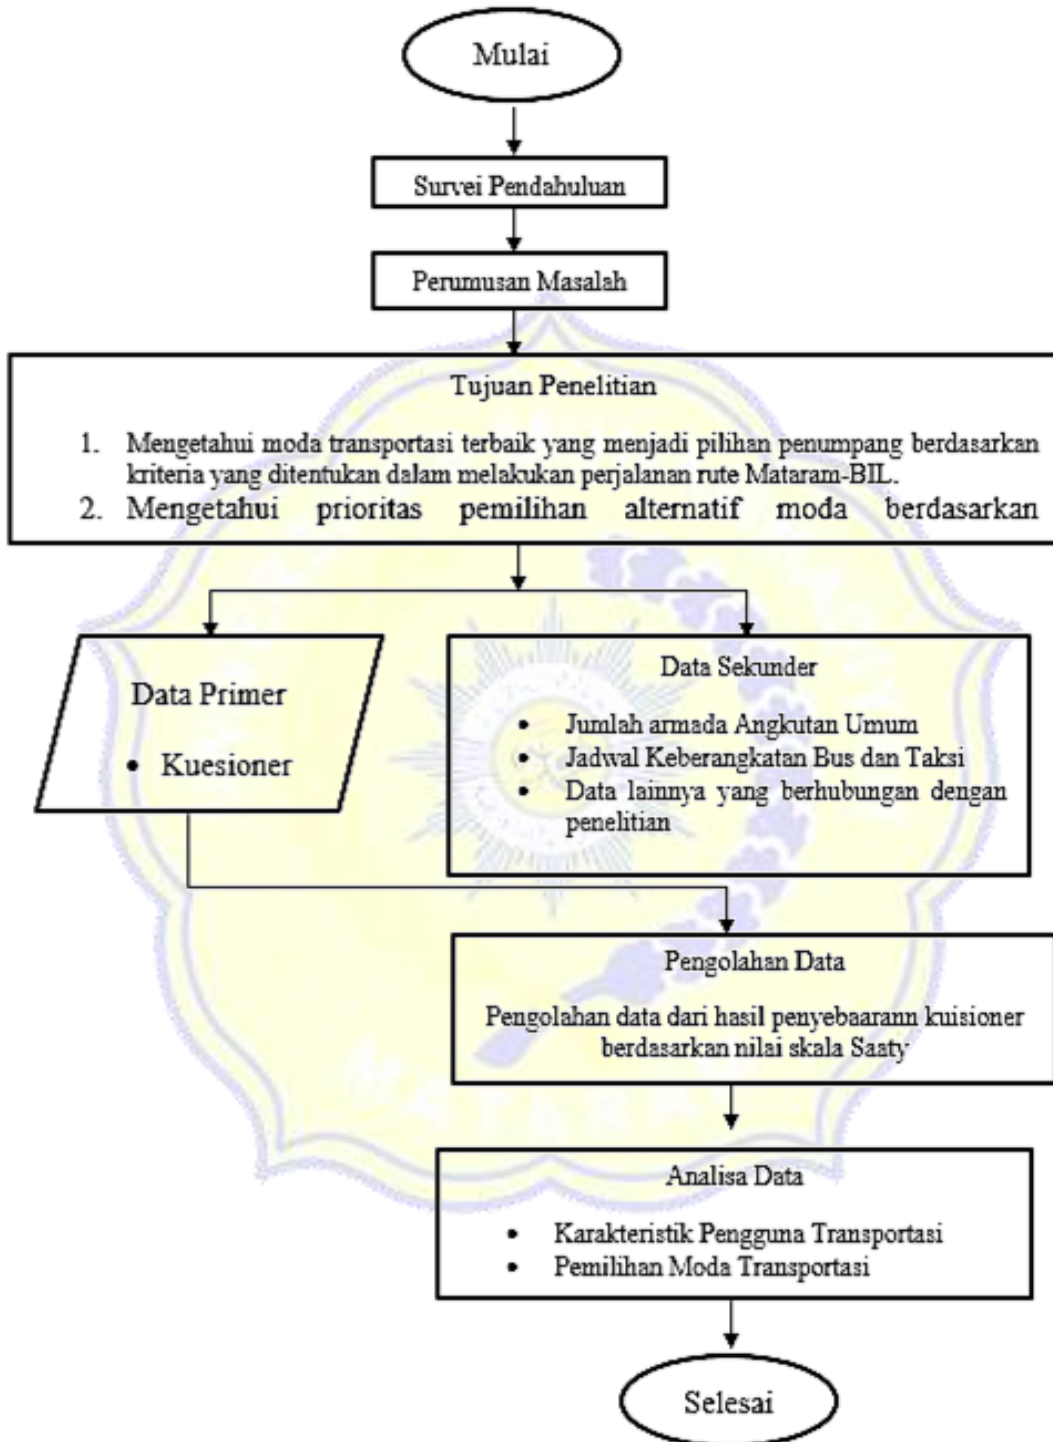 Mulai
Survei Pendahuluan
Perumusan Masalah
Tujuan Penelitian
1. Mengetahui moda transportasi terbaik yang menjadi pilihan penumpang berdasarkan
kriteria yang ditentukan dalam melakukan perjalanan rute Mataram-BIL.
2. Mengetahui prioritas pemilihan alternatif moda berdasarkan
Data Primer
• Kuesioner
Data Sekunder
• Jumlah armada Angkutan Umum
• Jadwal Keberangkatan Bus dan Taksi
• Data lainnya yang berhubungan dengan
penelitian
Pengolahan Data
Pengolahan data dari hasil penyebaarann kuisioner
berdasarkan nilai skala Saaty
Analisa Data
• Karakteristik Pengguna Transportasi
• Pemilihan Moda Transportasi
Selesai